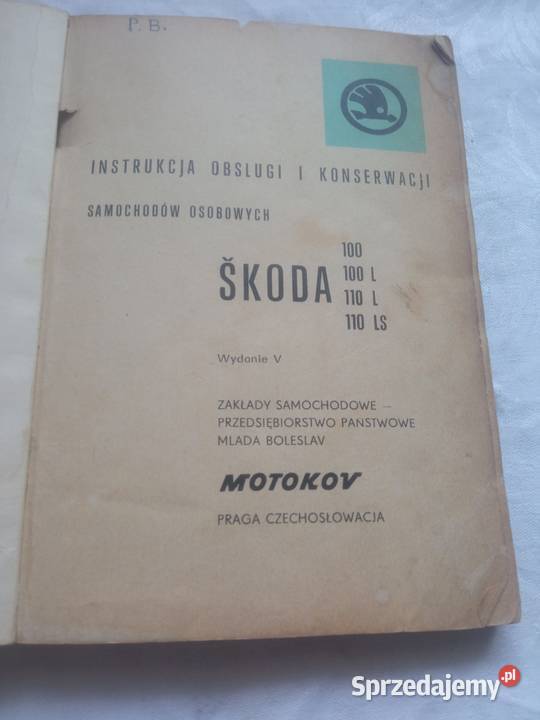 P. B.
INSTRUKCJA OBSLUGI I KONSERWACJI
SAMOCHODÓW OSOBOWYCH
ŠKODA
100
100 L
110 L
110 LS
Wydanie V
ZAKŁADY SAMOCHODOWE –
PRZEDSIĘBIORSTWO PAŃSTWOWE
MLADA BOLESLAV
MOTOKOV
PRAGA CZECHOSŁOWACJA
Sprzedajemy.pl